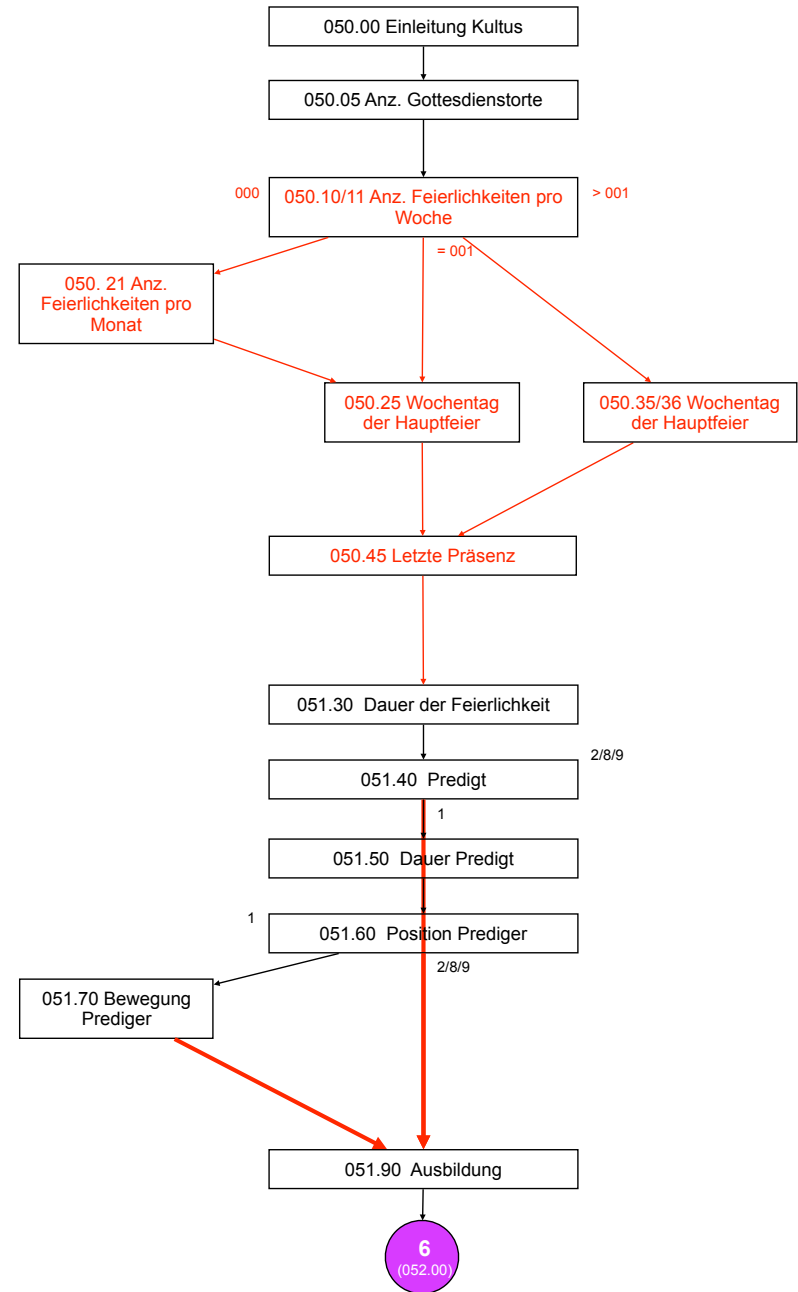 050.00 Einleitung Kultus
050.05 Anz. Gottesdienstorte
000
050.10/11 Anz. Feierlichkeiten pro
Woche
> 001
= 001
050. 21 Anz.
Feierlichkeiten pro
Monat
050.25 Wochentag
der Hauptfeier
050.35/36 Wochentag
der Hauptfeier
050.45 Letzte Präsenz
051.30  Dauer der Feierlichkeit
2/8/9
051.40  Predigt
1
051.50  Dauer Predigt
1
051.60  Position Prediger
2/8/9
051.70 Bewegung
Prediger
051.90  Ausbildung
6
(052.00)